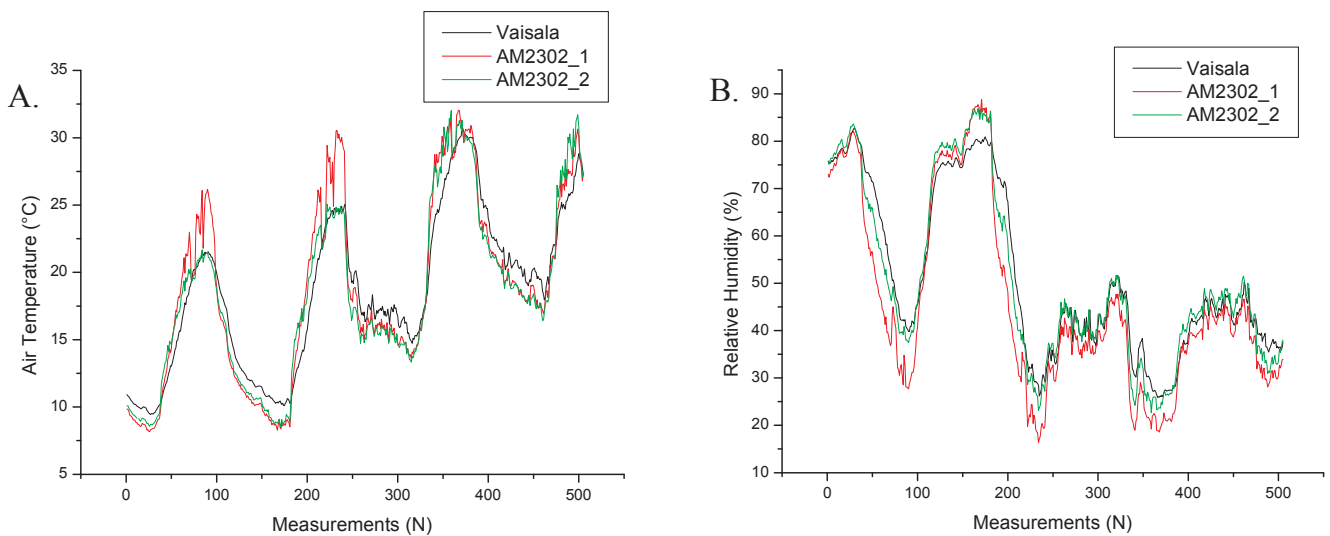 A.
Vaisala
AM2302_1
AM2302_2
35
30
25
20
15
10
5
Air Temperature (°C)
0 100 200 300 400 500
Measurements (N)
B.
Vaisala
AM2302_1
AM2302_2
90
80
70
60
50
40
30
20
10
Relative Humidity (%)
0 100 200 300 400 500
Measurements (N)